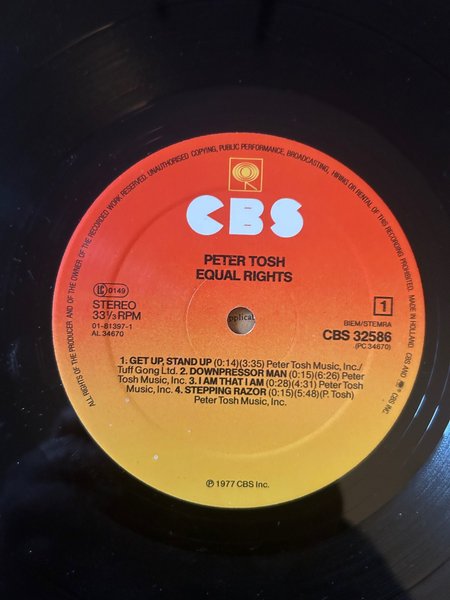 ALL RIGHTS OF THE PRODUCER AND OF THE OWNER OF THE RECORDED WORK RESERVED. UNAUTHORISED COPYING, PUBLIC PERFORMANCE, BROADCASTING, HIRING OR RENTAL OF THIS RECORDING PROHIBITED. MADE IN HOLLAND. CBS AND ARE CBS INC.
CBS
PETER TOSH
EQUAL RIGHTS
LC 0149
STEREO
33⅓ RPM
01-81397-1
AL 34670
1
BIEM/STEMRA
CBS 32586
(PC 34670)
1. GET UP, STAND UP (0:14)(3:35) Peter Tosh Music, Inc./
Tuff Gong Ltd. 2. DOWNPRESSOR MAN (0:15)(6:26) Peter
Tosh Music, Inc. 3. I AM THAT I AM (0:28)(4:31) Peter Tosh
Music, Inc. 4. STEPPING RAZOR (0:15)(5:48)(P. Tosh)
Peter Tosh Music, Inc.
℗ 1977 CBS Inc.